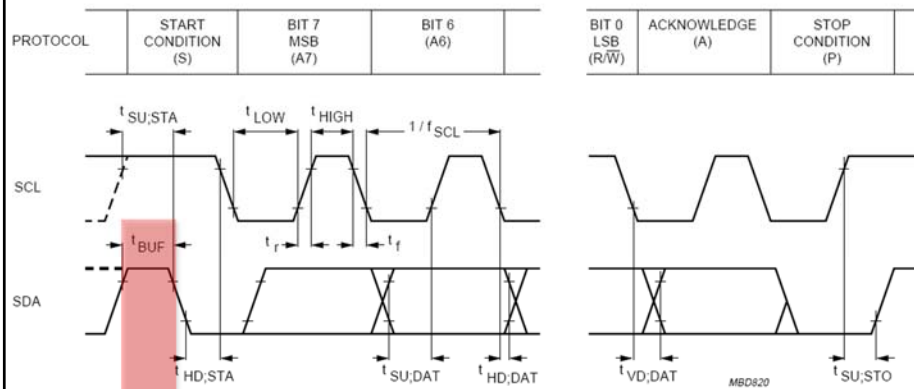 PROTOCOL
START
CONDITION
(S)
BIT 7
MSB
(A7)
BIT 6
(A6)
BIT 0
LSB
(R/W̅)
ACKNOWLEDGE
(A)
STOP
CONDITION
(P)
t SU;STA
t LOW
t HIGH
1 / f SCL
SCL
t BUF
t r
t f
SDA
t HD;STA
t SU;DAT
t HD;DAT
t VD;DAT
MBD820
t SU;STO